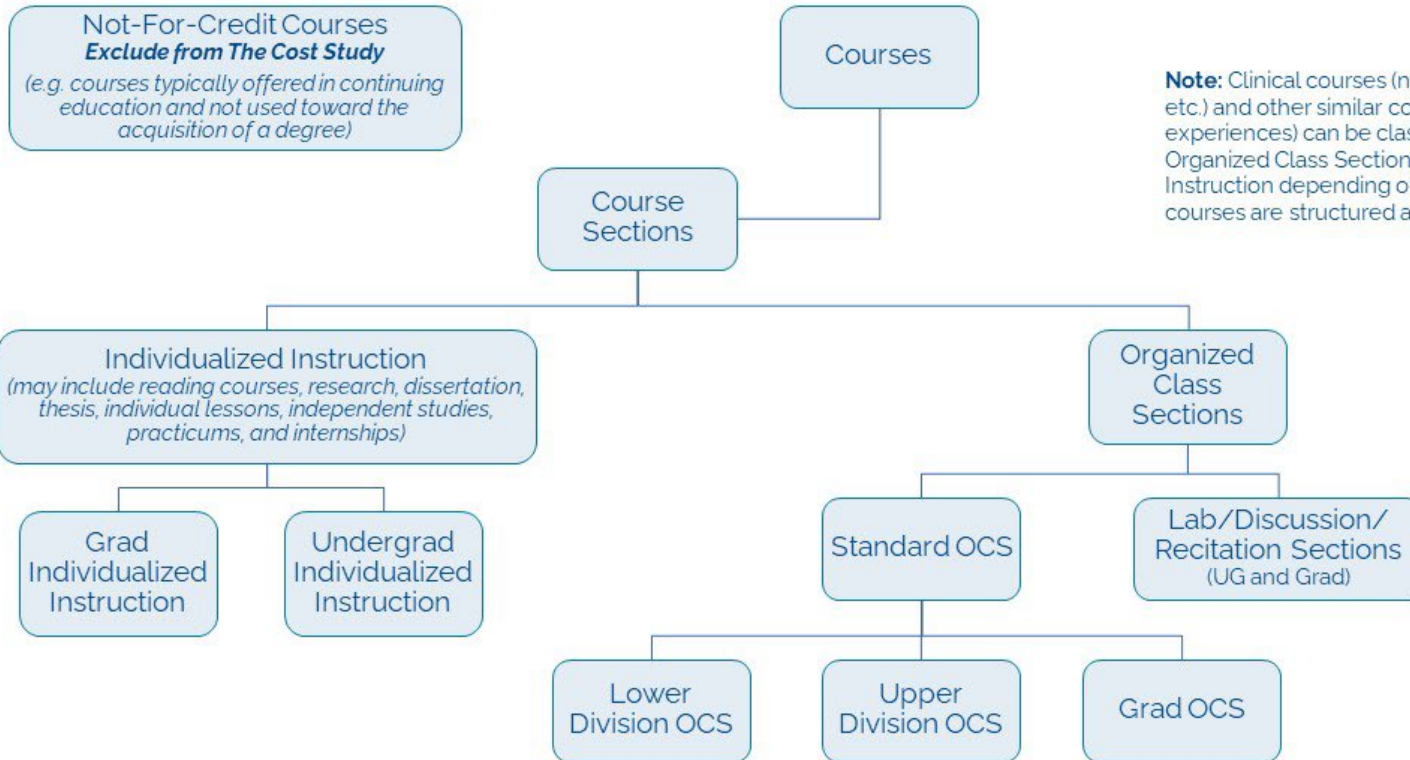 Not-For-Credit Courses
Exclude from The Cost Study
(e.g. courses typically offered in continuing
education and not used toward the
acquisition of a degree)
Courses
Note: Clinical courses (n
etc.) and other similar co
experiences) can be clas
Organized Class Section
Instruction depending o
courses are structured a
Course
Sections
Individualized Instruction
(may include reading courses, research, dissertation,
thesis, individual lessons, independent studies,
practicums, and internships)
Organized
Class
Sections
Grad
Individualized
Instruction
Undergrad
Individualized
Instruction
Standard OCS
Lab/Discussion/
Recitation Sections
(UG and Grad)
Lower
Division OCS
Upper
Division OCS
Grad OCS